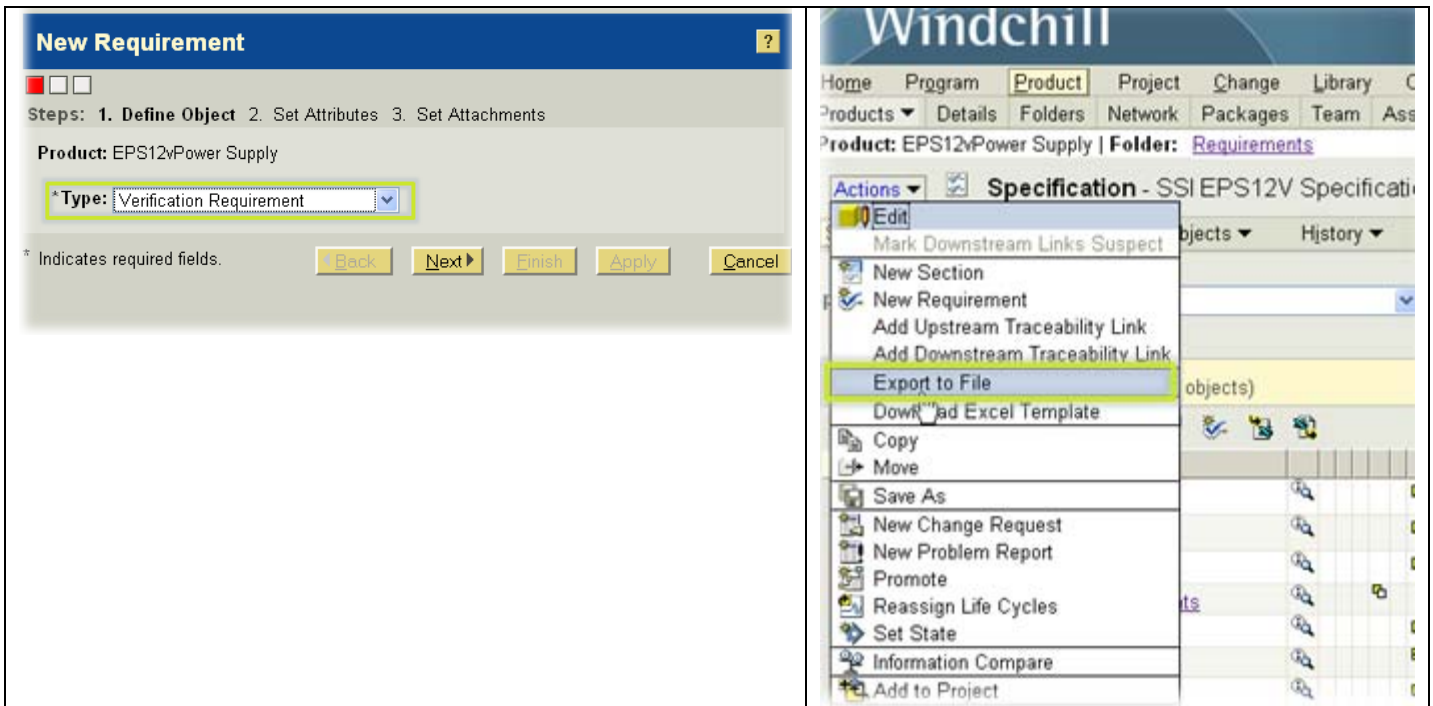 New Requirement
?
Steps: 1. Define Object 2. Set Attributes 3. Set Attachments
Product: EPS12vPower Supply
*Type: Verification Requirement
* Indicates required fields.
Back Next Finish Apply Cancel
Windchill
Home Program Product Project Change Library
Products Details Folders Network Packages Team Ass
Product: EPS12vPower Supply | Folder: Requirements
Actions Specification - SSI EPS12V Specificati
Edit
bjects History
Mark Downstream Links Suspect
New Section
New Requirement
Add Upstream Traceability Link
Add Downstream Traceability Link
Export to File
objects)
Excel Template
Copy
Move
Save As
New Change Request
New Problem Report
Promote
Reassign Life Cycles
nts
Set State
Information Compare
Add to Project